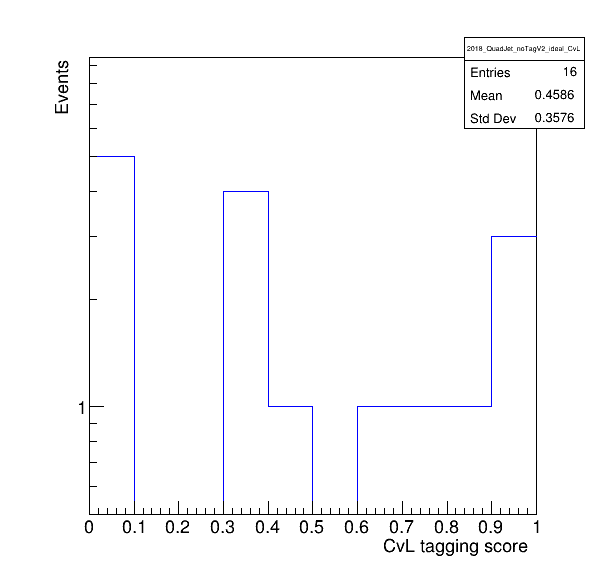 2018_QuadJet_noTagV2_ideal_CvL
Entries 16
Mean 0.4586
Std Dev 0.3576
Events
1
0 0.1 0.2 0.3 0.4 0.5 0.6 0.7 0.8 0.9 1
CvL tagging score